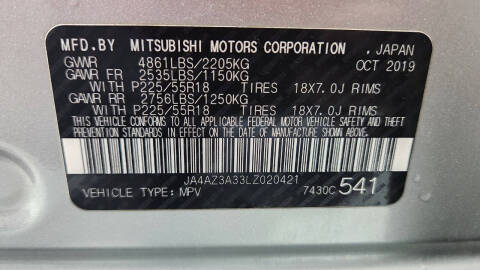 MFD.BY MITSUBISHI MOTORS CORPORATION , JAPAN
GVWR 4861LBS/2205KG OCT 2019
GAWR FR 2535LBS/1150KG
WITH P225/55R18 TIRES 18X7.0J RIMS
GAWR RR 2756LBS/1250KG
WITH P225/55R18 TIRES 18X7.0J RIMS
THIS VEHICLE CONFORMS TO ALL APPLICABLE FEDERAL MOTOR VEHICLE SAFETY BUMPER AND THEFT
PREVENTION STANDARDS IN EFFECT ON THE DATE OF MANUFACTURE SHOWN ABOVE.
JA4AZ3A33LZ020421
VEHICLE TYPE: MPV 7430C 541